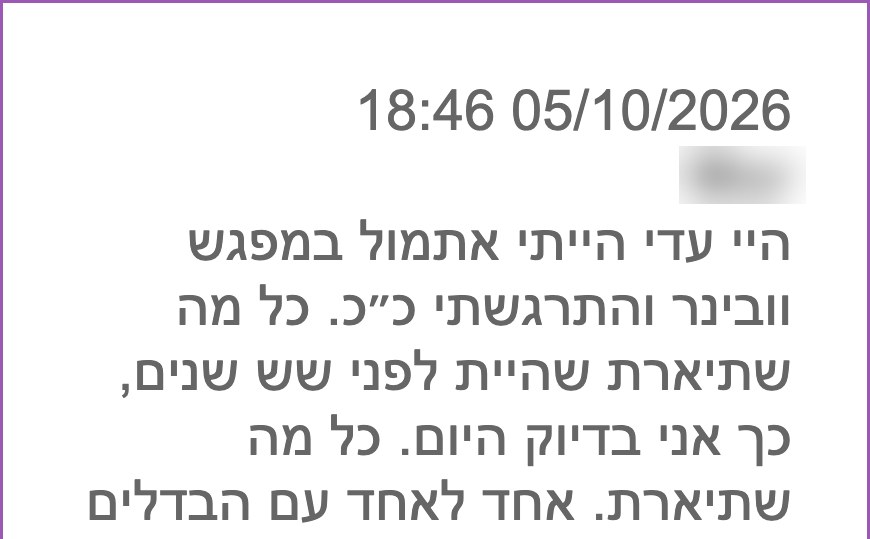 18:46 05/10/2026
היי עדי הייתי אתמול במפגש
וובינר והתרגשתי כ״כ. כל מה
שתיארת שהיית לפני שש שנים,
כך אני בדיוק היום. כל מה
שתיארת. אחד לאחד עם הבדלים